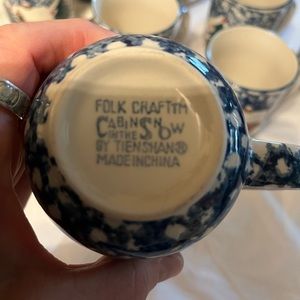 FOLK CRAFT™
CABIN IN THE SNOW
BY TIENSHAN®
MADE IN CHINA